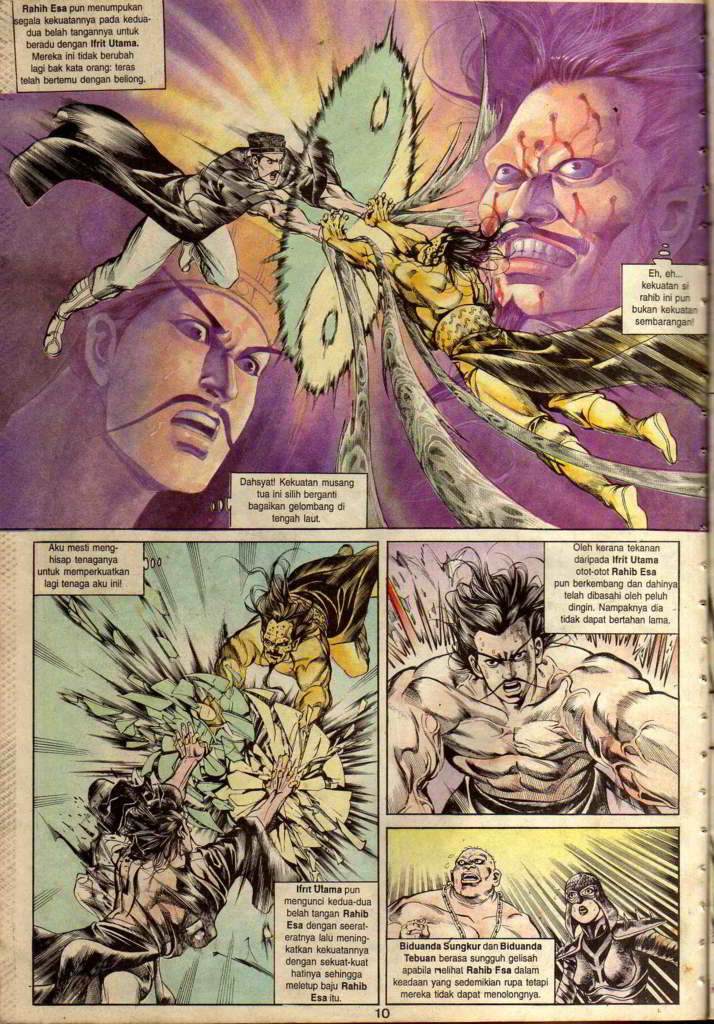 Rahib Esa pun menumpukan
segala kekuatannya pada kedua-
dua belah tangannya untuk
beradu dengan Ifrit Utama.
Mereka ini tidak berubah
lagi bak kata orang: teras
telah bertemu dengan beliong.
Eh, eh...
kekuatan si
rahib ini pun
bukan kekuatan
sembarangan!
Dahsyat! Kekuatan musang
tua ini silih berganti
bagaikan gelombang di
tengah laut.
Aku mesti meng-
hisap tenaganya
untuk memperkuatkan
lagi tenaga aku ini!
Ifrit Utama pun
mengunci kedua-dua
belah tangan Rahib
Esa dengan seerat-
eratnya lalu mening-
katkan kekuatannya
dengan sekuat-kuat
hatinya sehingga
meletup baju Rahib
Esa itu.
Oleh kerana tekanan
daripada Ifrit Utama
otot-otot Rahib Esa
pun berkembang dan dahinya
telah dibasahi oleh peluh
dingin. Nampaknya dia
tidak dapat bertahan lama.
Biduanda Sungkur dan Biduanda
Tebuan berasa sungguh gelisah
apabila melihat Rahib Esa dalam
keadaan yang sedemikian rupa tetapi
mereka tidak dapat menolongnya.
10